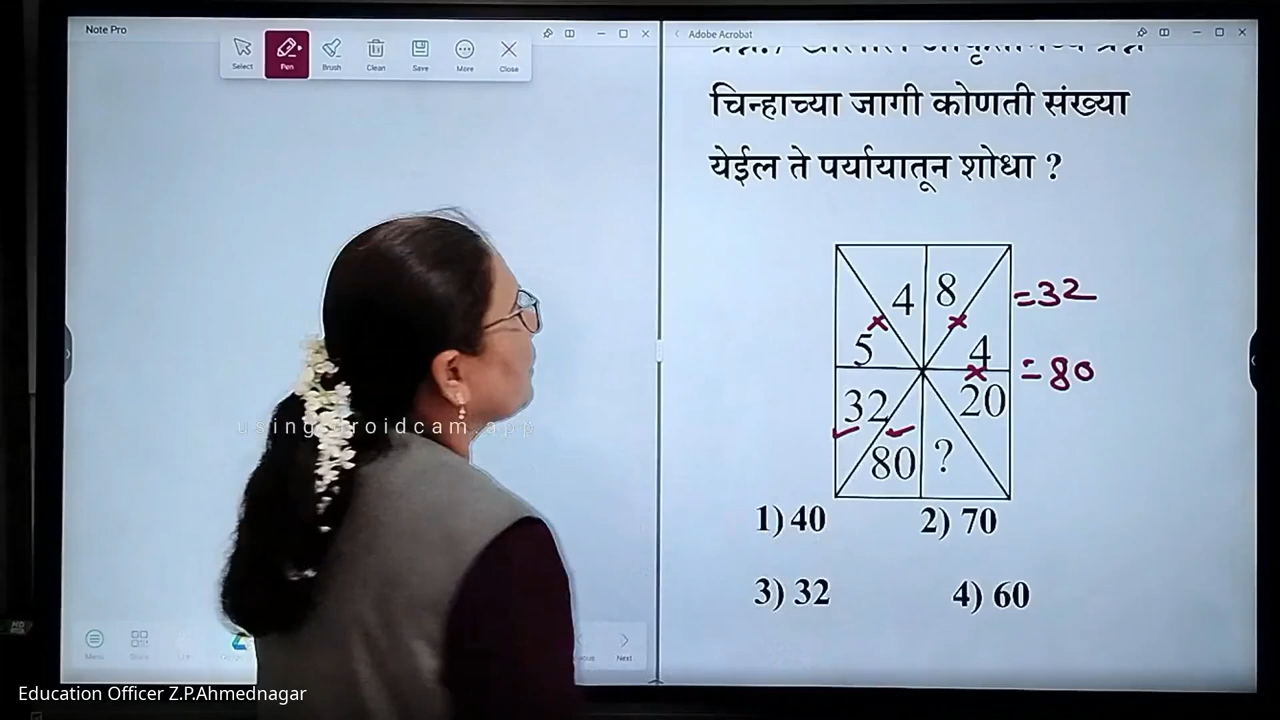 Note Pro
Select
Pen
Brush
Clean
Save
More
Close
Adobe Acrobat
चिन्हाच्या जागी कोणती संख्या
येईल ते पर्यायातून शोधा ?
4 8 =32
5 4
=80
32 20
80 ?
1) 40 2) 70
3) 32 4) 60
using droidcam.app
Next
Education Officer Z.P.Ahmednagar